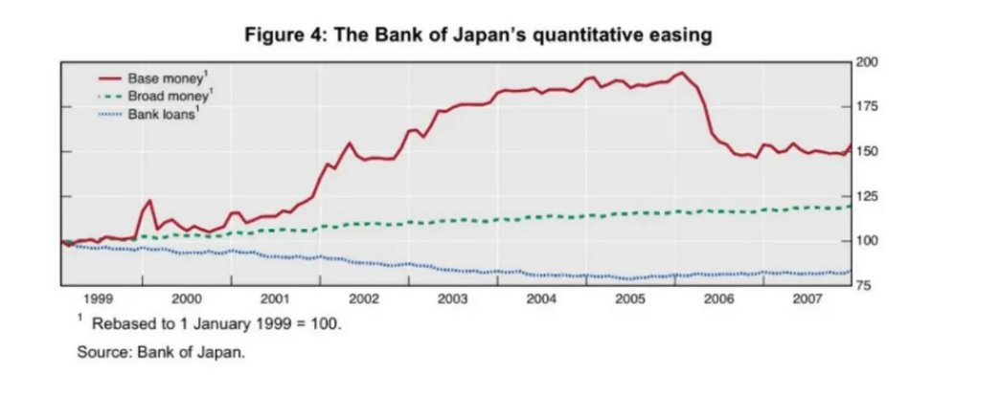 Figure 4: The Bank of Japan's quantitative easing
200
Base money¹
Broad money¹
Bank loans¹
175
150
125
100
75
1999 2000 2001 2002 2003 2004 2005 2006 2007
¹ Rebased to 1 January 1999 = 100.
Source: Bank of Japan.